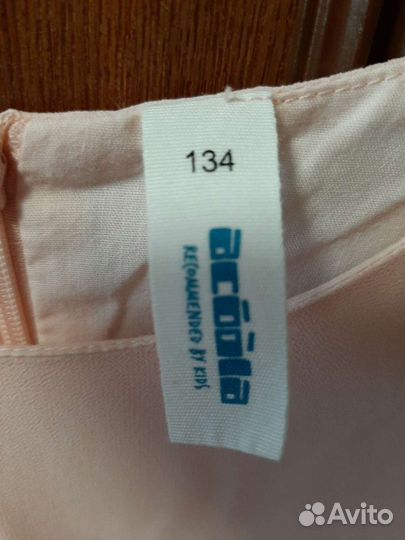 134
acoola
RECOMMENDED BY KIDS
Avito